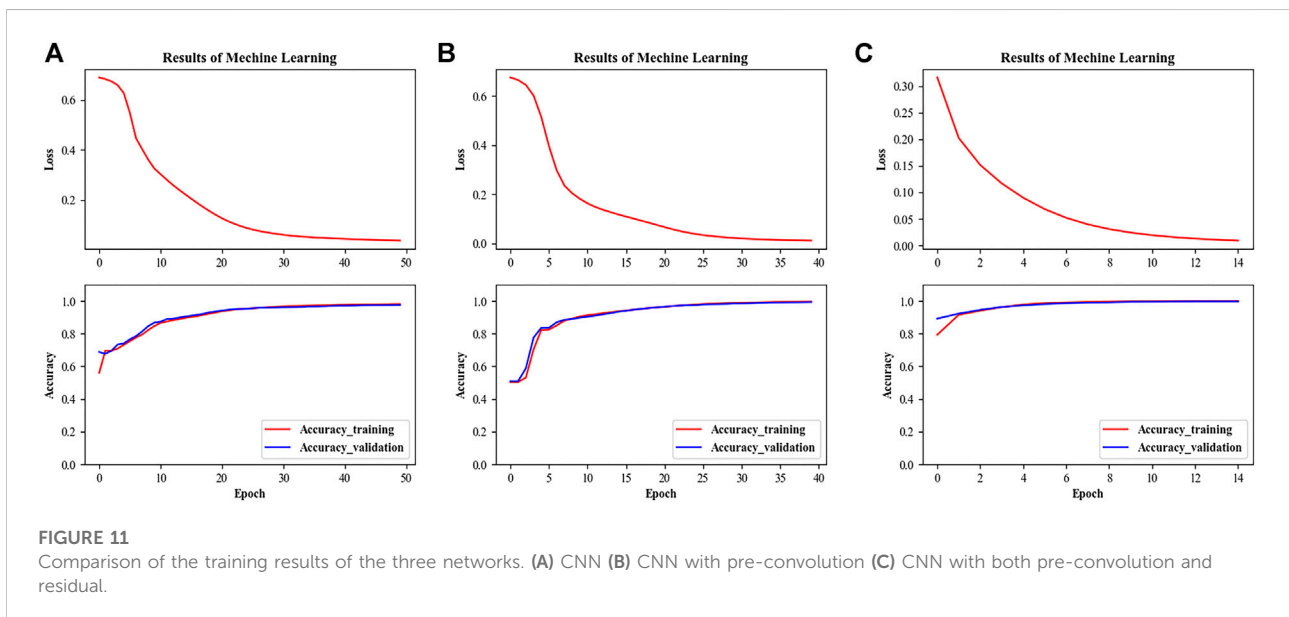 A
Results of Mechine Learning
Loss
0.6
0.4
0.2
0 10 20 30 40 50
Accuracy
1.0
0.8
0.6
0.4
0.2
0.0
Accuracy_training
Accuracy_validation
0 10 20 30 40 50
Epoch
B
Results of Mechine Learning
Loss
0.6
0.4
0.2
0.0
0 5 10 15 20 25 30 35 40
Accuracy
1.0
0.8
0.6
0.4
0.2
0.0
Accuracy_training
Accuracy_validation
0 5 10 15 20 25 30 35 40
Epoch
C
Results of Mechine Learning
Loss
0.30
0.25
0.20
0.15
0.10
0.05
0.00
0 2 4 6 8 10 12 14
Accuracy
1.0
0.8
0.6
0.4
0.2
0.0
Accuracy_training
Accuracy_validation
0 2 4 6 8 10 12 14
Epoch
FIGURE 11
Comparison of the training results of the three networks. (A) CNN (B) CNN with pre-convolution (C) CNN with both pre-convolution and
residual.